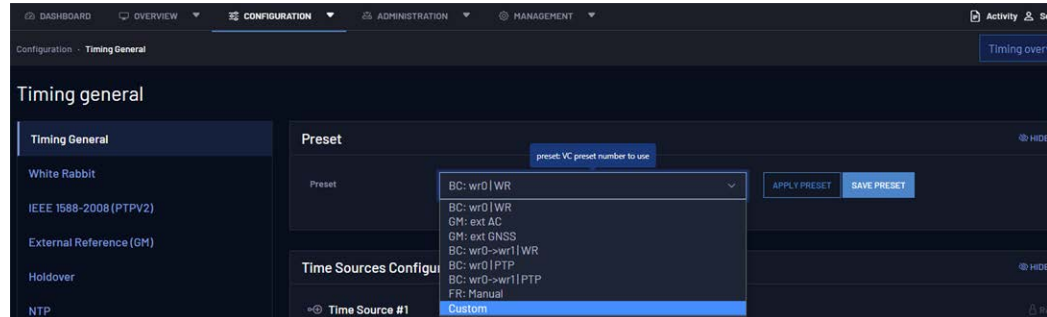 DASHBOARD OVERVIEW CONFIGURATION ADMINISTRATION MANAGEMENT Activity
Configuration · Timing General
Timing
Timing general
Timing General
White Rabbit
IEEE 1588-2008 (PTPV2)
External Reference (GM)
Holdover
NTP
Preset
HIDE
preset: VC preset number to use
Preset
BC: wr0 | WR
APPLY PRESET
SAVE PRESET
BC: wr0 | WR
GM: ext AC
GM: ext GNSS
BC: wr0->wr1 | WR
BC: wr0 | PTP
BC: wr0->wr1 | PTP
FR: Manual
Custom
Time Sources
HIDE
Time Source #1